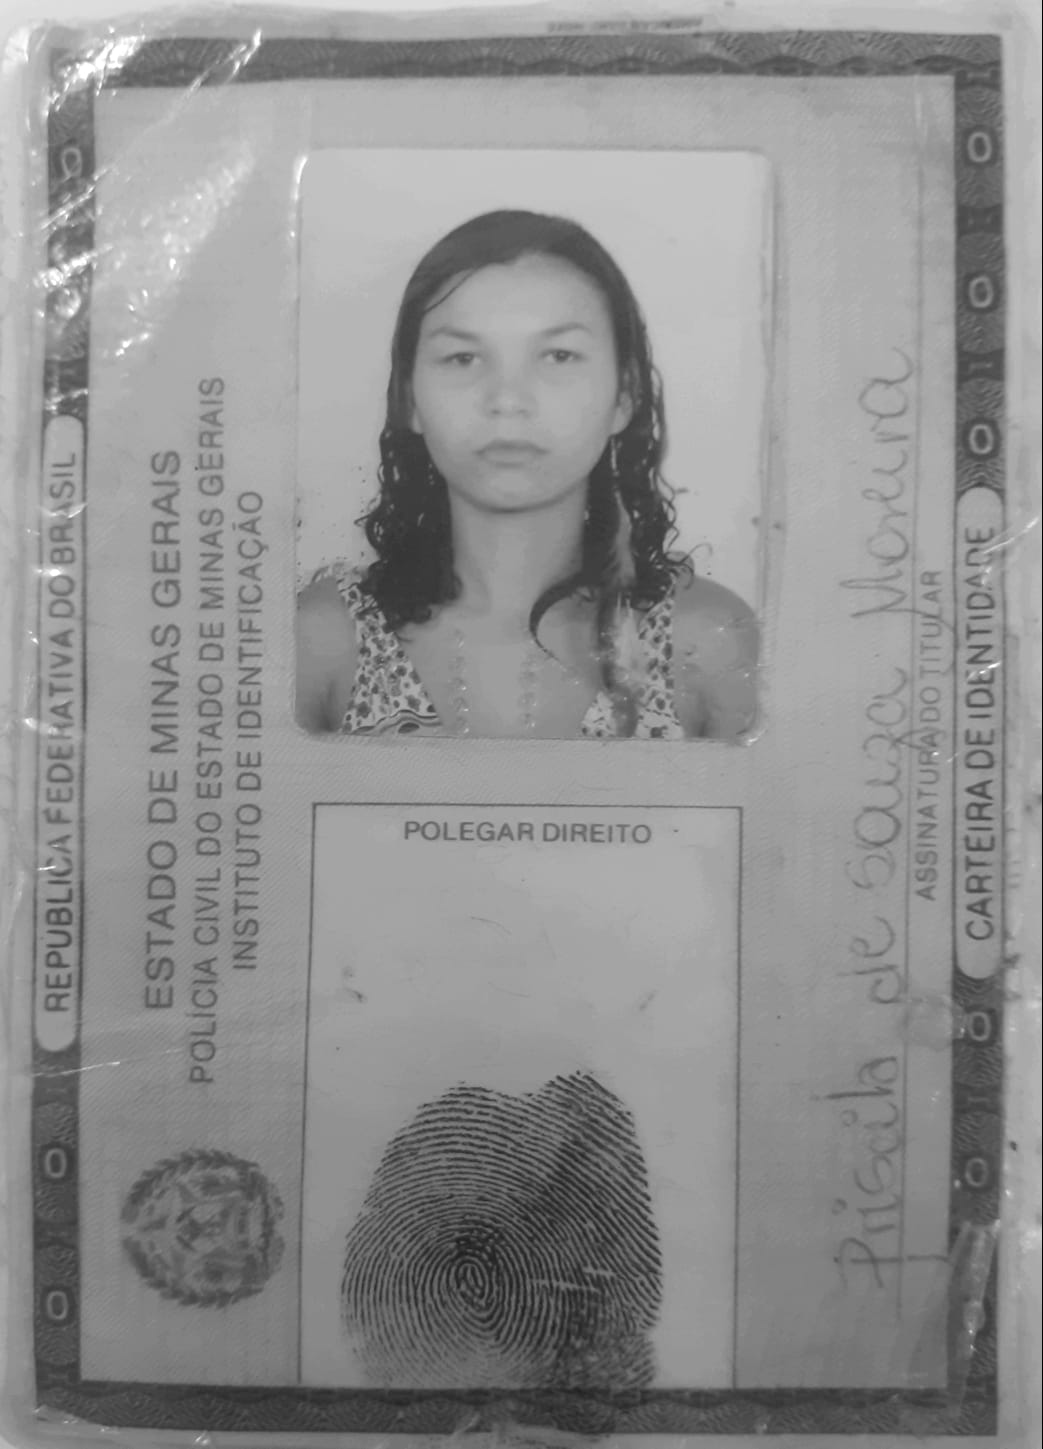 REPÚBLICA FEDERATIVA DO BRASIL
ESTADO DE MINAS GERAIS
POLÍCIA CIVIL DO ESTADO DE MINAS GERAIS
INSTITUTO DE IDENTIFICAÇÃO
POLEGAR DIREITO
Priscila de Souza Moreira
ASSINATURA DO TITULAR
CARTEIRA DE IDENTIDADE